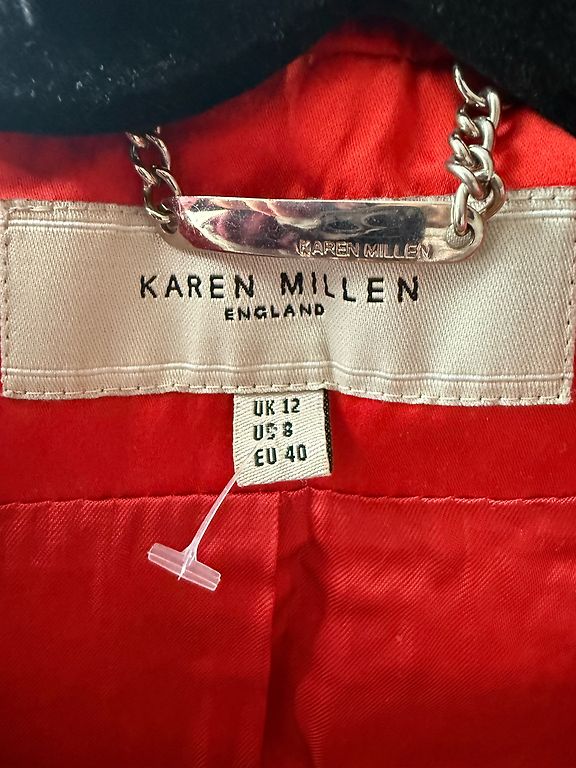 KAREN MILLEN
KAREN MILLEN
ENGLAND
UK 12
US 8
EU 40